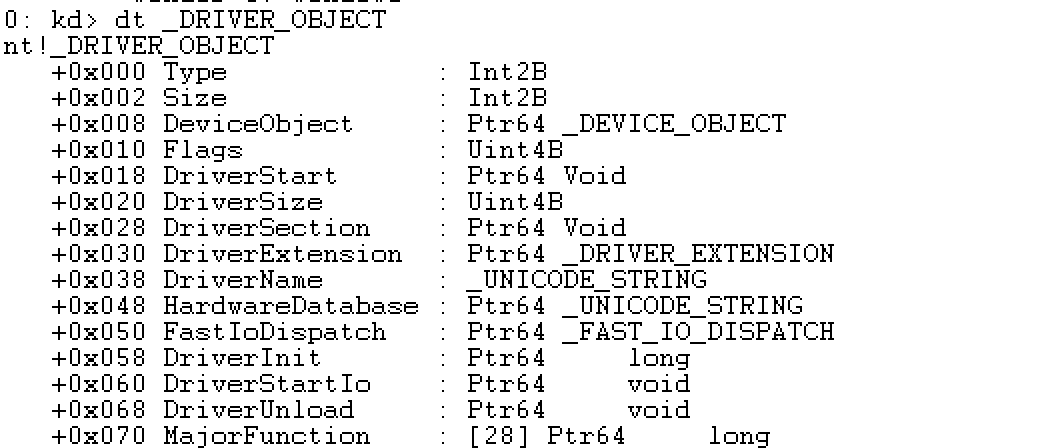 0: kd> dt _DRIVER_OBJECT
nt!_DRIVER_OBJECT
   +0x000 Type             : Int2B
   +0x002 Size             : Int2B
   +0x008 DeviceObject     : Ptr64 _DEVICE_OBJECT
   +0x010 Flags            : Uint4B
   +0x018 DriverStart      : Ptr64 Void
   +0x020 DriverSize       : Uint4B
   +0x028 DriverSection    : Ptr64 Void
   +0x030 DriverExtension  : Ptr64 _DRIVER_EXTENSION
   +0x038 DriverName       : _UNICODE_STRING
   +0x048 HardwareDatabase : Ptr64 _UNICODE_STRING
   +0x050 FastIoDispatch   : Ptr64 _FAST_IO_DISPATCH
   +0x058 DriverInit       : Ptr64     long
   +0x060 DriverStartIo    : Ptr64     void
   +0x068 DriverUnload     : Ptr64     void
   +0x070 MajorFunction    : [28] Ptr64     long